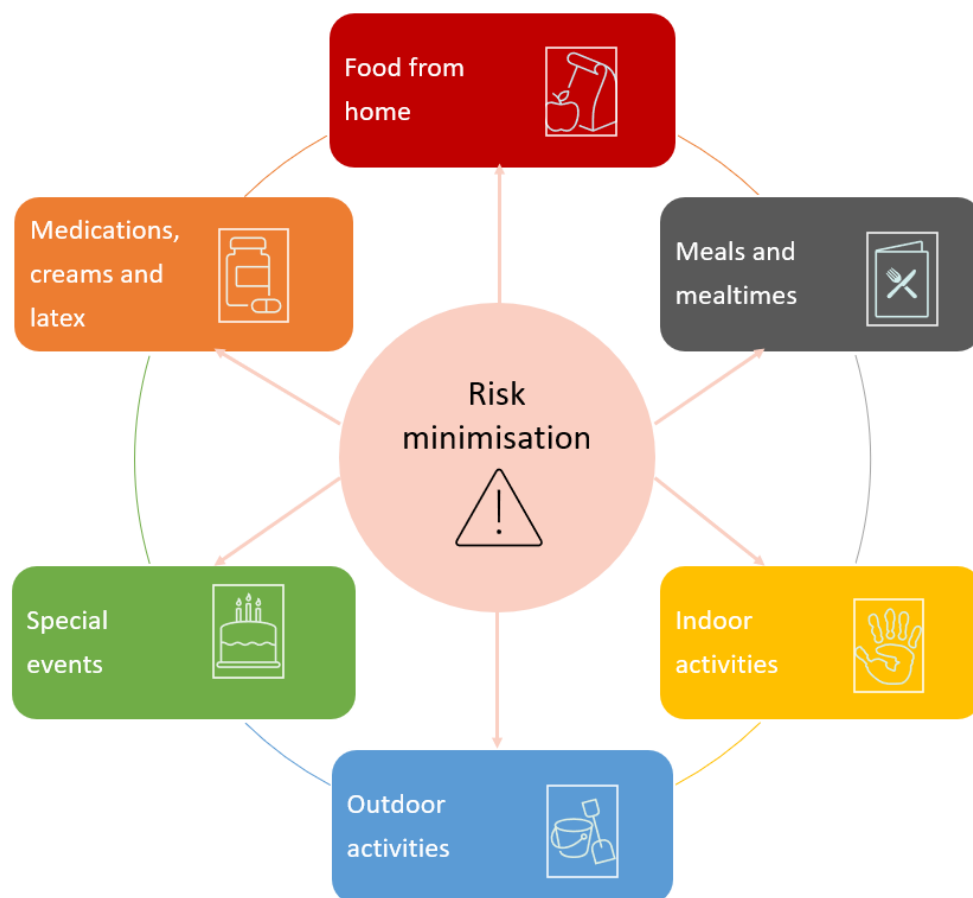 Food from
home
Meals and
mealtimes
Indoor
activities
Outdoor
activities
Special
events
Medications,
creams and
latex
Risk
minimisation